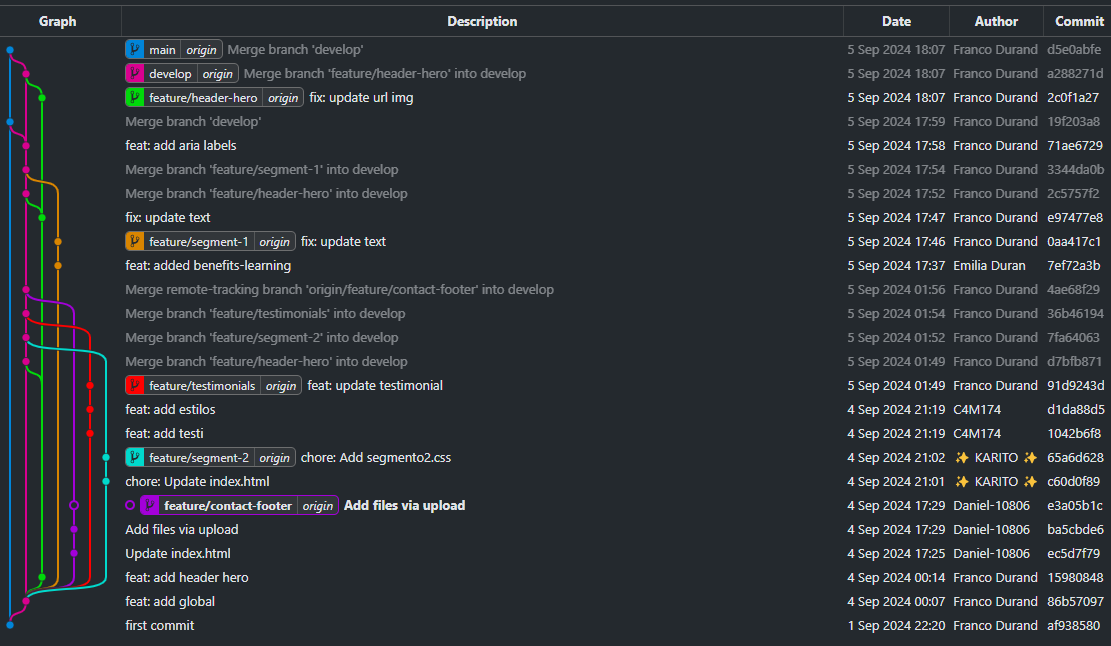 Graph Description Date Author Commit
main origin Merge branch 'develop' 5 Sep 2024 18:07 Franco Durand d5e0abfe
develop origin Merge branch 'feature/header-hero' into develop 5 Sep 2024 18:07 Franco Durand a288271d
feature/header-hero origin fix: update url img 5 Sep 2024 18:07 Franco Durand 2c0f1a27
Merge branch 'develop' 5 Sep 2024 17:59 Franco Durand 19f203a8
feat: add aria labels 5 Sep 2024 17:58 Franco Durand 71ae6729
Merge branch 'feature/segment-1' into develop 5 Sep 2024 17:54 Franco Durand 3344da0b
Merge branch 'feature/header-hero' into develop 5 Sep 2024 17:52 Franco Durand 2c5757f2
fix: update text 5 Sep 2024 17:47 Franco Durand e97477e8
feature/segment-1 origin fix: update text 5 Sep 2024 17:46 Franco Durand 0aa417c1
feat: added benefits-learning 5 Sep 2024 17:37 Emilia Duran 7ef72a3b
Merge remote-tracking branch 'origin/feature/contact-footer' into develop 5 Sep 2024 01:56 Franco Durand 4ae68f29
Merge branch 'feature/testimonials' into develop 5 Sep 2024 01:54 Franco Durand 36b46194
Merge branch 'feature/segment-2' into develop 5 Sep 2024 01:52 Franco Durand 7fa64063
Merge branch 'feature/header-hero' into develop 5 Sep 2024 01:49 Franco Durand d7bfb871
feature/testimonials origin feat: update testimonial 5 Sep 2024 01:49 Franco Durand 91d9243d
feat: add estilos 4 Sep 2024 21:19 C4M174 d1da88d5
feat: add testi 4 Sep 2024 21:19 C4M174 1042b6f8
feature/segment-2 origin chore: Add segmento2.css 4 Sep 2024 21:02 ✨ KARITO ✨ 65a6d628
chore: Update index.html 4 Sep 2024 21:01 ✨ KARITO ✨ c60d0f89
feature/contact-footer origin Add files via upload 4 Sep 2024 17:29 Daniel-10806 e3a05b1c
Add files via upload 4 Sep 2024 17:29 Daniel-10806 ba5cbde6
Update index.html 4 Sep 2024 17:25 Daniel-10806 ec5d7f79
feat: add header hero 4 Sep 2024 00:14 Franco Durand 15980848
feat: add global 4 Sep 2024 00:07 Franco Durand 86b57097
first commit 1 Sep 2024 22:20 Franco Durand af938580